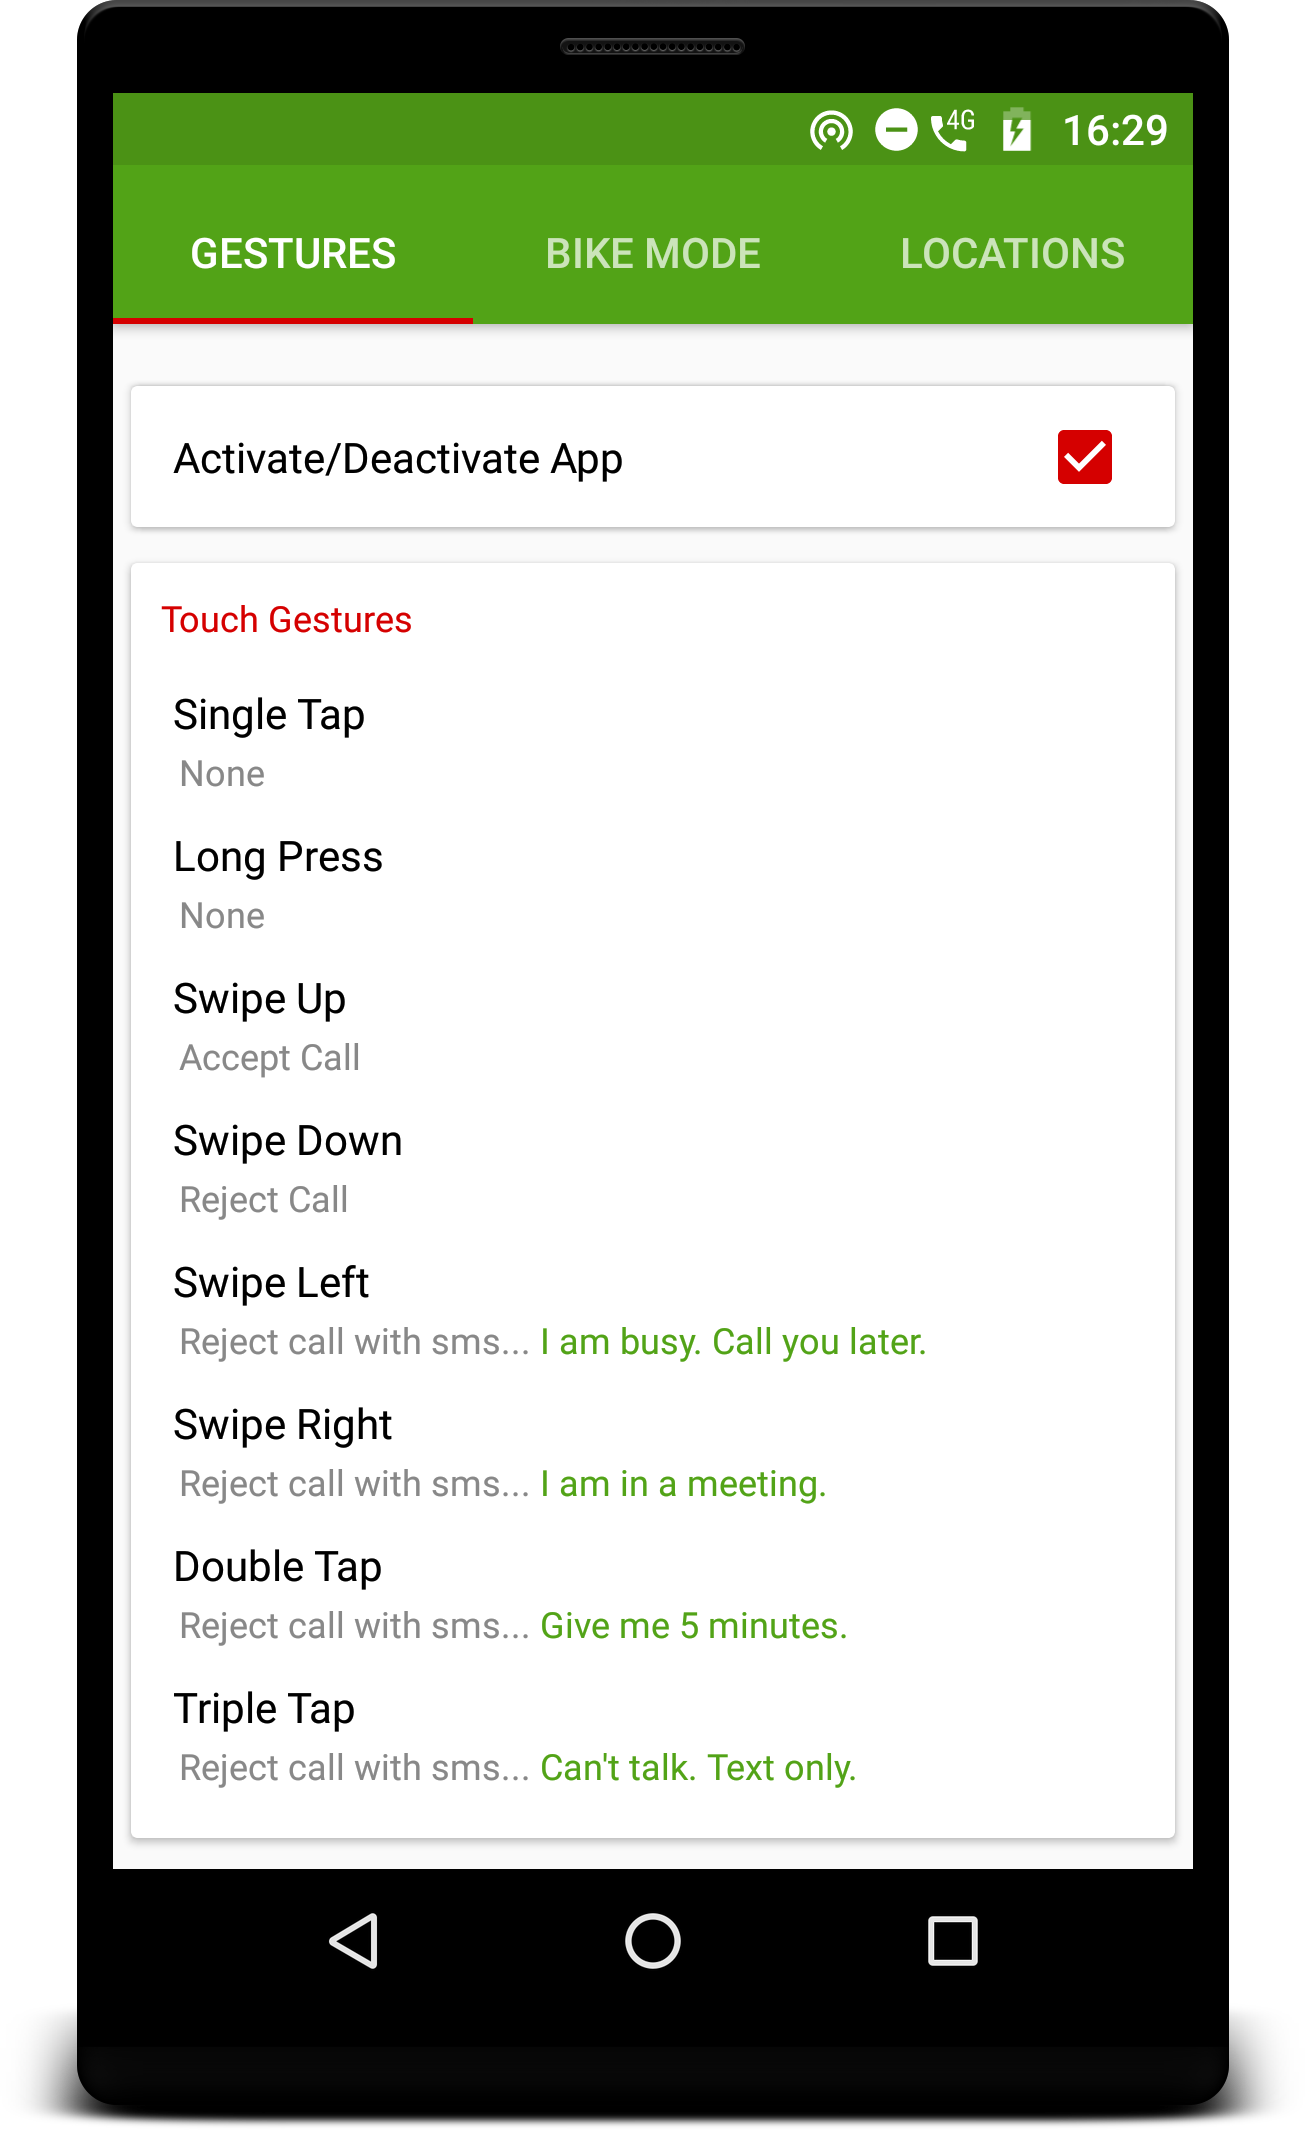 4G 16:29
GESTURES BIKE MODE LOCATIONS
Activate/Deactivate App
Touch Gestures
Single Tap
None
Long Press
None
Swipe Up
Accept Call
Swipe Down
Reject Call
Swipe Left
Reject call with sms... I am busy. Call you later.
Swipe Right
Reject call with sms... I am in a meeting.
Double Tap
Reject call with sms... Give me 5 minutes.
Triple Tap
Reject call with sms... Can't talk. Text only.